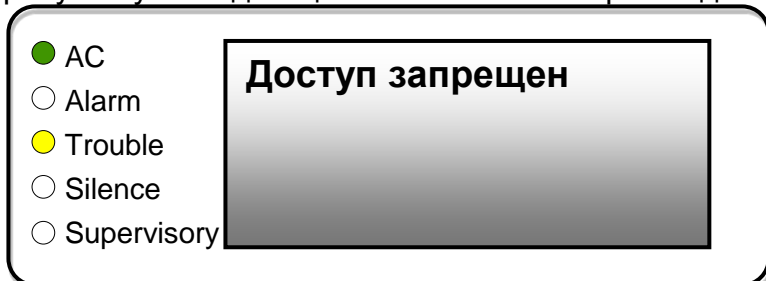 AC
Alarm
Trouble
Silence
Supervisory
Доступ запрещен